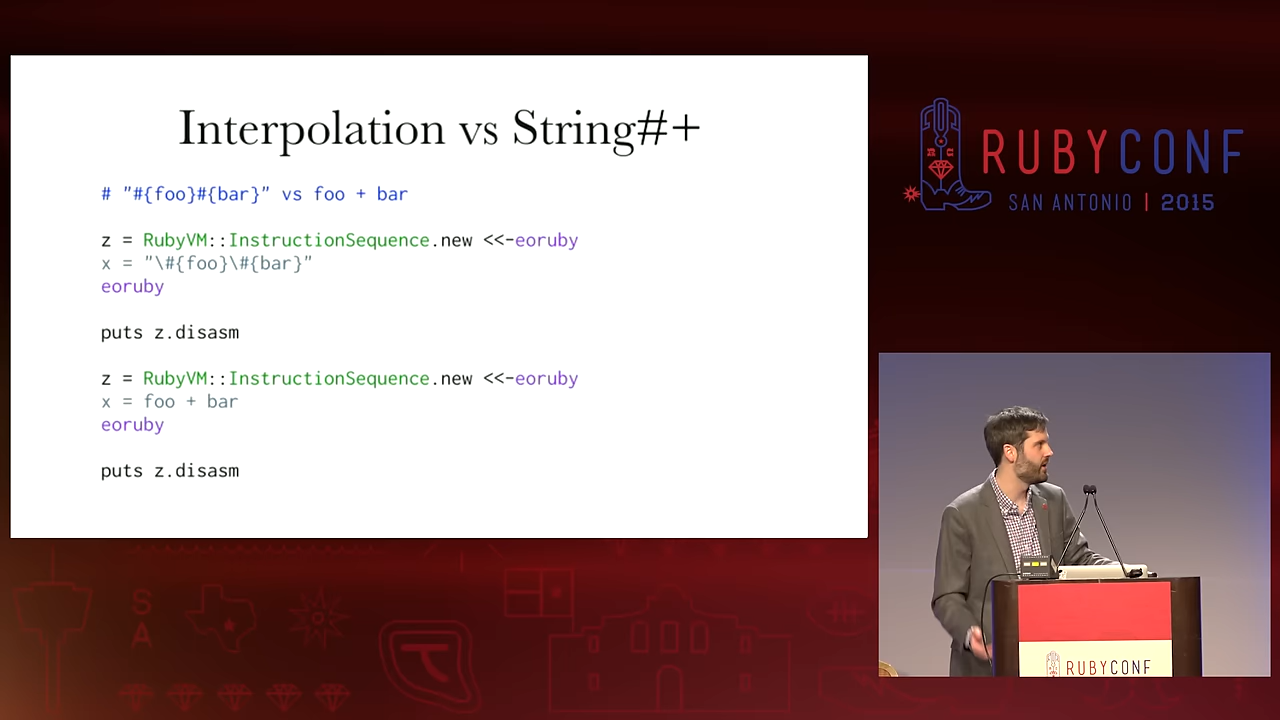 Interpolation vs String#+
# "#{foo}#{bar}" vs foo + bar
z = RubyVM::InstructionSequence.new <<-eoruby
x = "\#{foo}\#{bar}"
eoruby
puts z.disasm
z = RubyVM::InstructionSequence.new <<-eoruby
x = foo + bar
eoruby
puts z.disasm
RUBYCONF
SAN ANTONIO | 2015
RUBYCONF
S
A